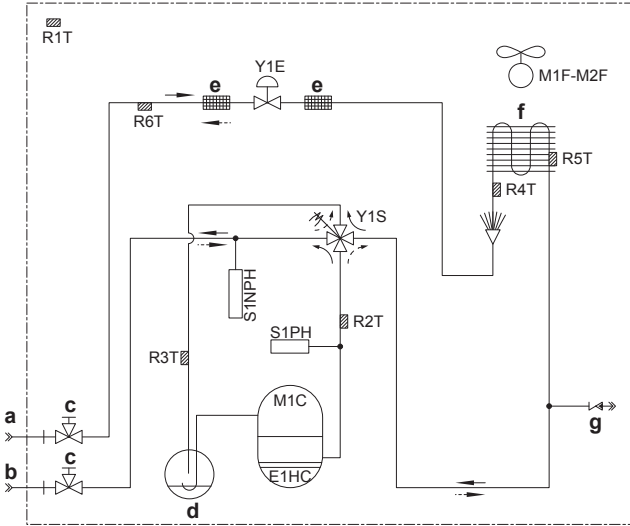 R1T
Y1E
M1F-M2F
e
e
f
R6T
R5T
R4T
Y1S
S1NPH
R2T
S1PH
R3T
a
c
M1C
g
b
c
E1HC
d